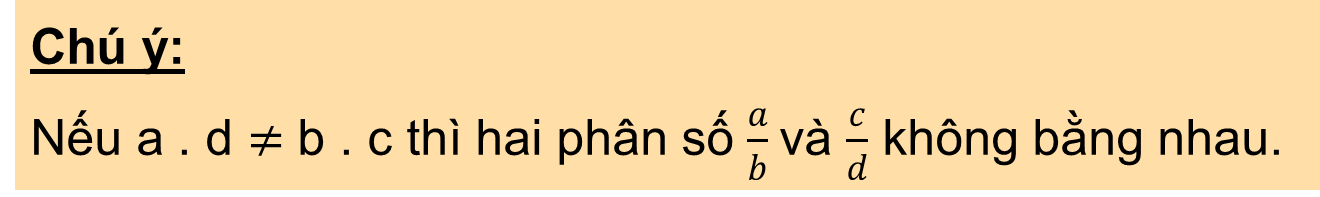 Chú ý:
Nếu a . d ≠ b . c thì hai phân số a/b và c/d không bằng nhau.